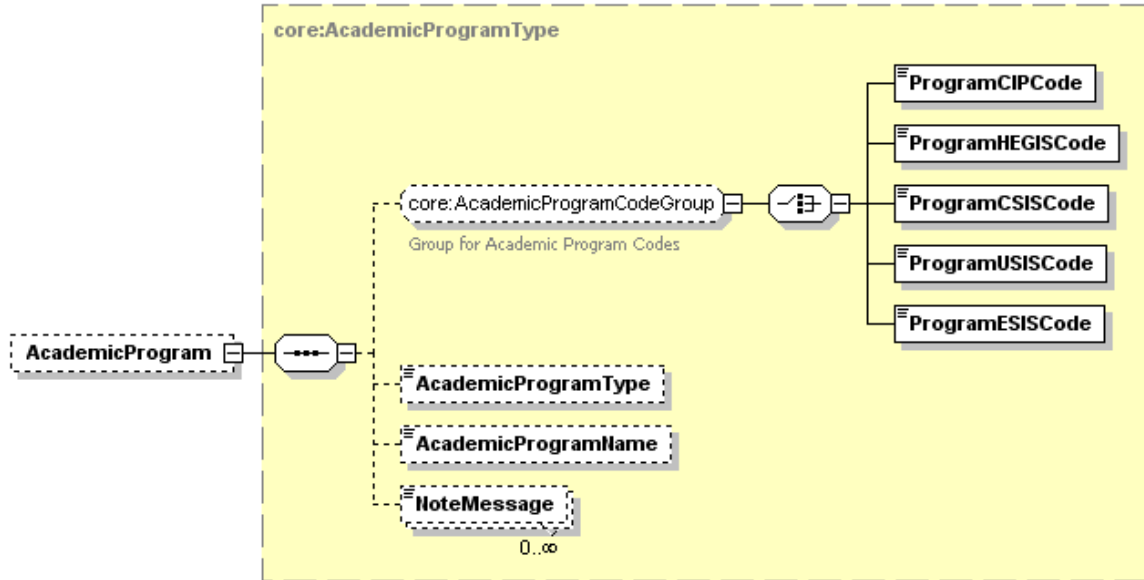 core:AcademicProgramType
ProgramCIPCode
ProgramHEGISCode
core:AcademicProgramCodeGroup
ProgramCSISCode
Group for Academic Program Codes
ProgramUSISCode
ProgramESISCode
AcademicProgram
AcademicProgramType
AcademicProgramName
NoteMessage
0..∞